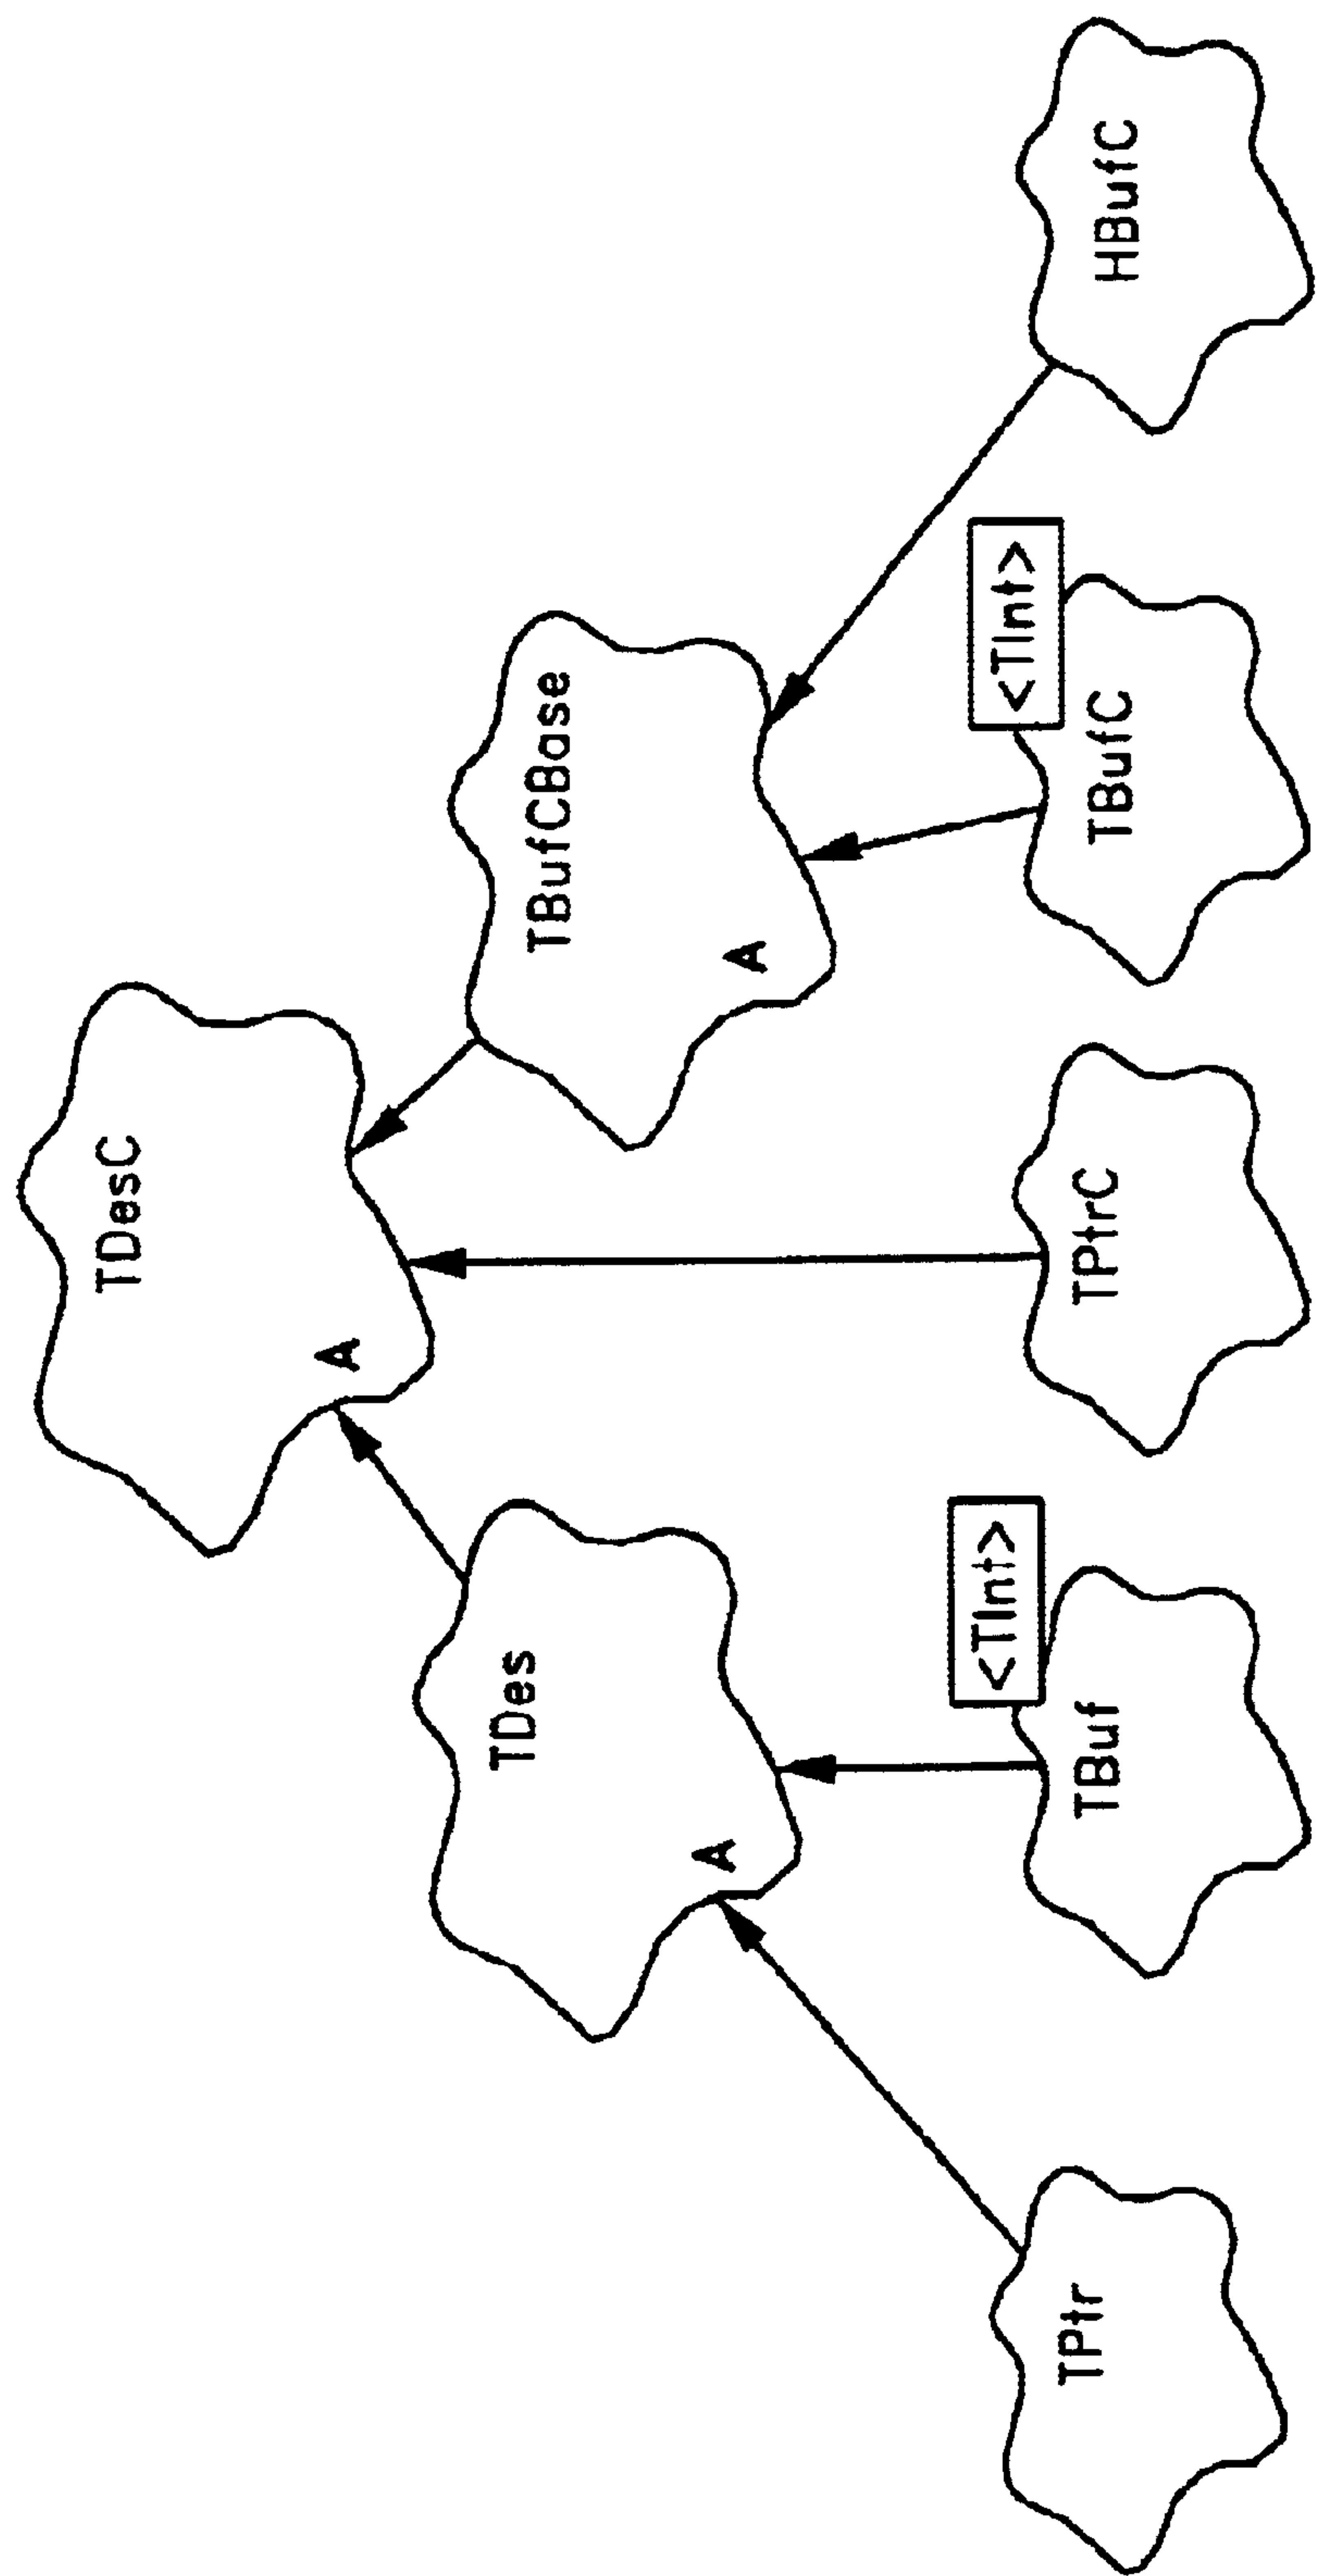 TDesC
A
TDes
A
TBufCBase
A
TPtr
<TInt>
TBuf
TPtrC
<TInt>
TBufC
HBufC